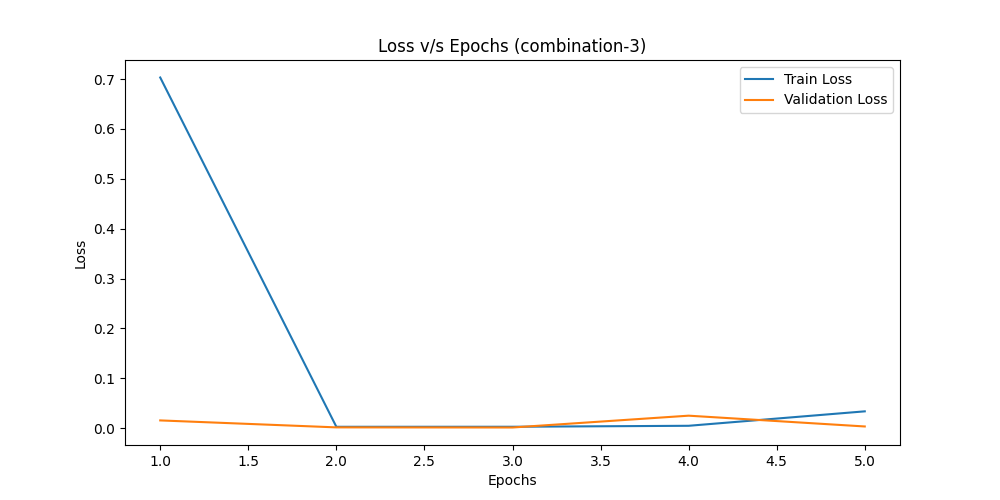 Loss v/s Epochs (combination-3)
Train Loss
Validation Loss
0.7
0.6
0.5
0.4
0.3
0.2
0.1
0.0
Loss
1.0 1.5 2.0 2.5 3.0 3.5 4.0 4.5 5.0
Epochs